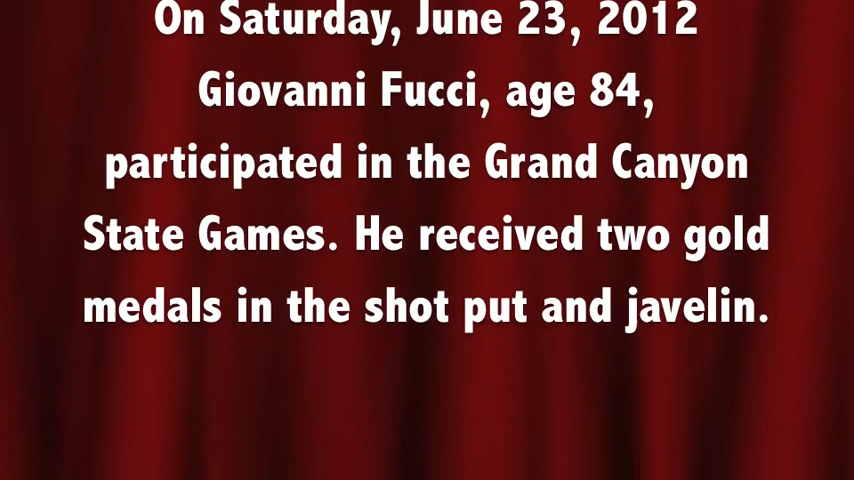 On Saturday, June 23, 2012
Giovanni Fucci, age 84,
participated in the Grand Canyon
State Games. He received two gold
medals in the shot put and javelin.